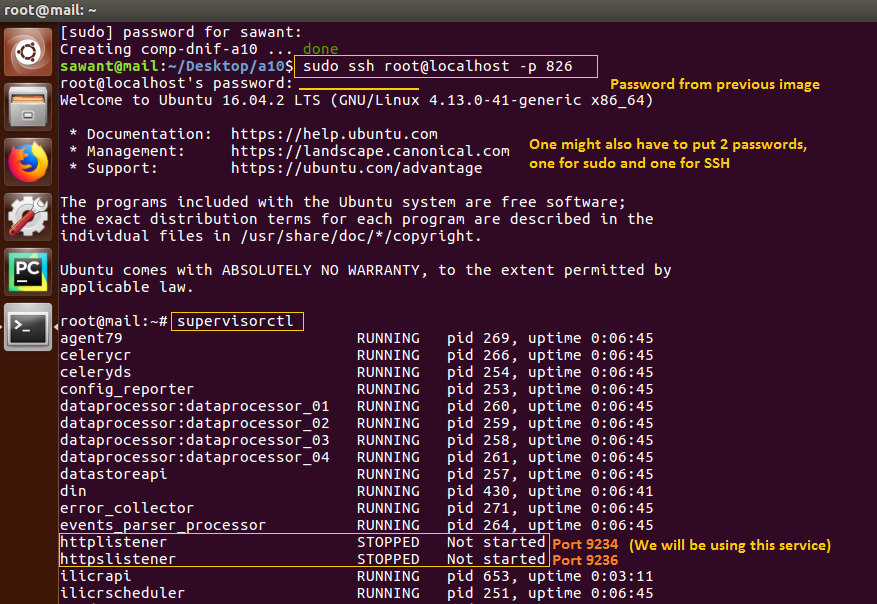 root@mail: ~
[sudo] password for sawant:
Creating comp-dnif-a10 ... done
sawant@mail:~/Desktop/a10$ sudo ssh root@localhost -p 826
root@localhost's password:
Password from previous image
Welcome to Ubuntu 16.04.2 LTS (GNU/Linux 4.13.0-41-generic x86_64)
* Documentation: https://help.ubuntu.com
* Management: https://landscape.canonical.com
* Support: https://ubuntu.com/advantage
One might also have to put 2 passwords,
one for sudo and one for SSH
The programs included with the Ubuntu system are free software;
the exact distribution terms for each program are described in the
individual files in /usr/share/doc/*/copyright.
Ubuntu comes with ABSOLUTELY NO WARRANTY, to the extent permitted by
applicable law.
PC
>_
root@mail:~# supervisorctl
agent79 RUNNING pid 269, uptime 0:06:45
celerycr RUNNING pid 266, uptime 0:06:45
celeryds RUNNING pid 254, uptime 0:06:45
config_reporter RUNNING pid 253, uptime 0:06:45
dataprocessor:dataprocessor_01 RUNNING pid 260, uptime 0:06:45
dataprocessor:dataprocessor_02 RUNNING pid 259, uptime 0:06:45
dataprocessor:dataprocessor_03 RUNNING pid 258, uptime 0:06:45
dataprocessor:dataprocessor_04 RUNNING pid 261, uptime 0:06:45
datastoreapi RUNNING pid 257, uptime 0:06:45
din RUNNING pid 430, uptime 0:06:41
error_collector RUNNING pid 271, uptime 0:06:45
events_parser_processor RUNNING pid 264, uptime 0:06:45
httplistener STOPPED Not started Port 9234 (We will be using this service)
httpslistener STOPPED Not started Port 9236
ilicrapi RUNNING pid 653, uptime 0:03:11
ilicrscheduler RUNNING pid 251, uptime 0:06:45